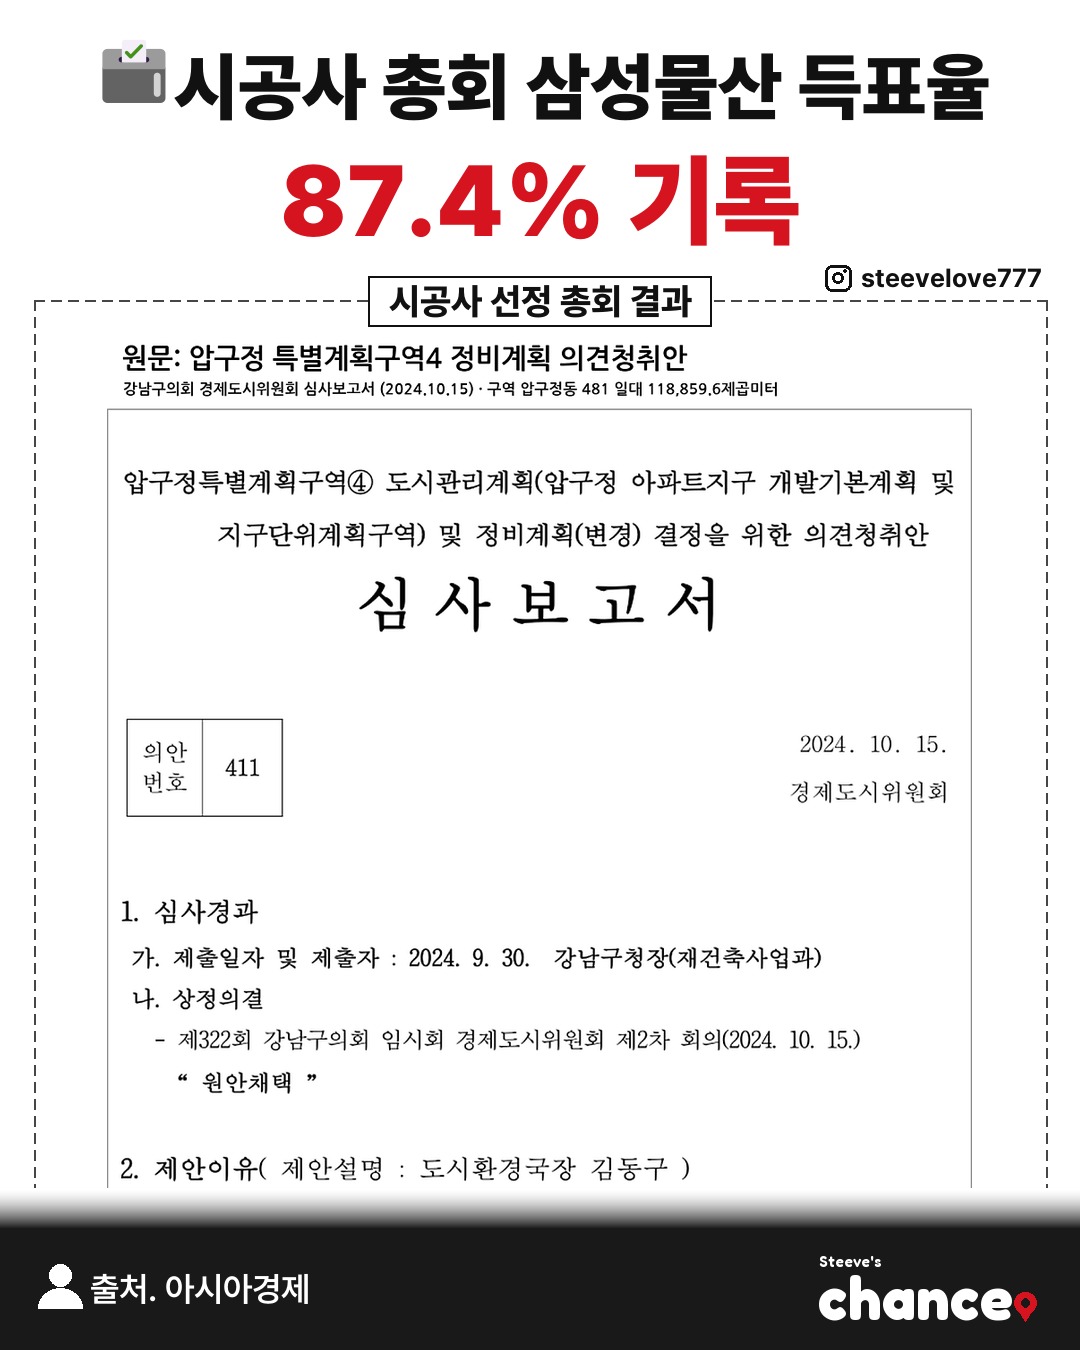 시공사 총회 삼성물산 득표율
87.4% 기록
steevelove777
시공사 선정 총회 결과
원문: 압구정 특별계획구역4 정비계획 의견청취안
강남구의회 경제도시위원회 심사보고서 (2024.10.15) · 구역 압구정동 481 일대 118,859.6제곱미터
압구정특별계획구역④ 도시관리계획(압구정 아파트지구 개발기본계획 및
지구단위계획구역) 및 정비계획(변경) 결정을 위한 의견청취안
심사보고서
의안
번호
411
2024. 10. 15.
경제도시위원회
1. 심사경과
가. 제출일자 및 제출자 : 2024. 9. 30. 강남구청장(재건축사업과)
나. 상정의결
- 제322회 강남구의회 임시회 경제도시위원회 제2차 회의(2024. 10. 15.)
“ 원안채택 ”
2. 제안이유( 제안설명 : 도시환경국장 김동구 )
출처. 아시아경제
Steeve's
chance